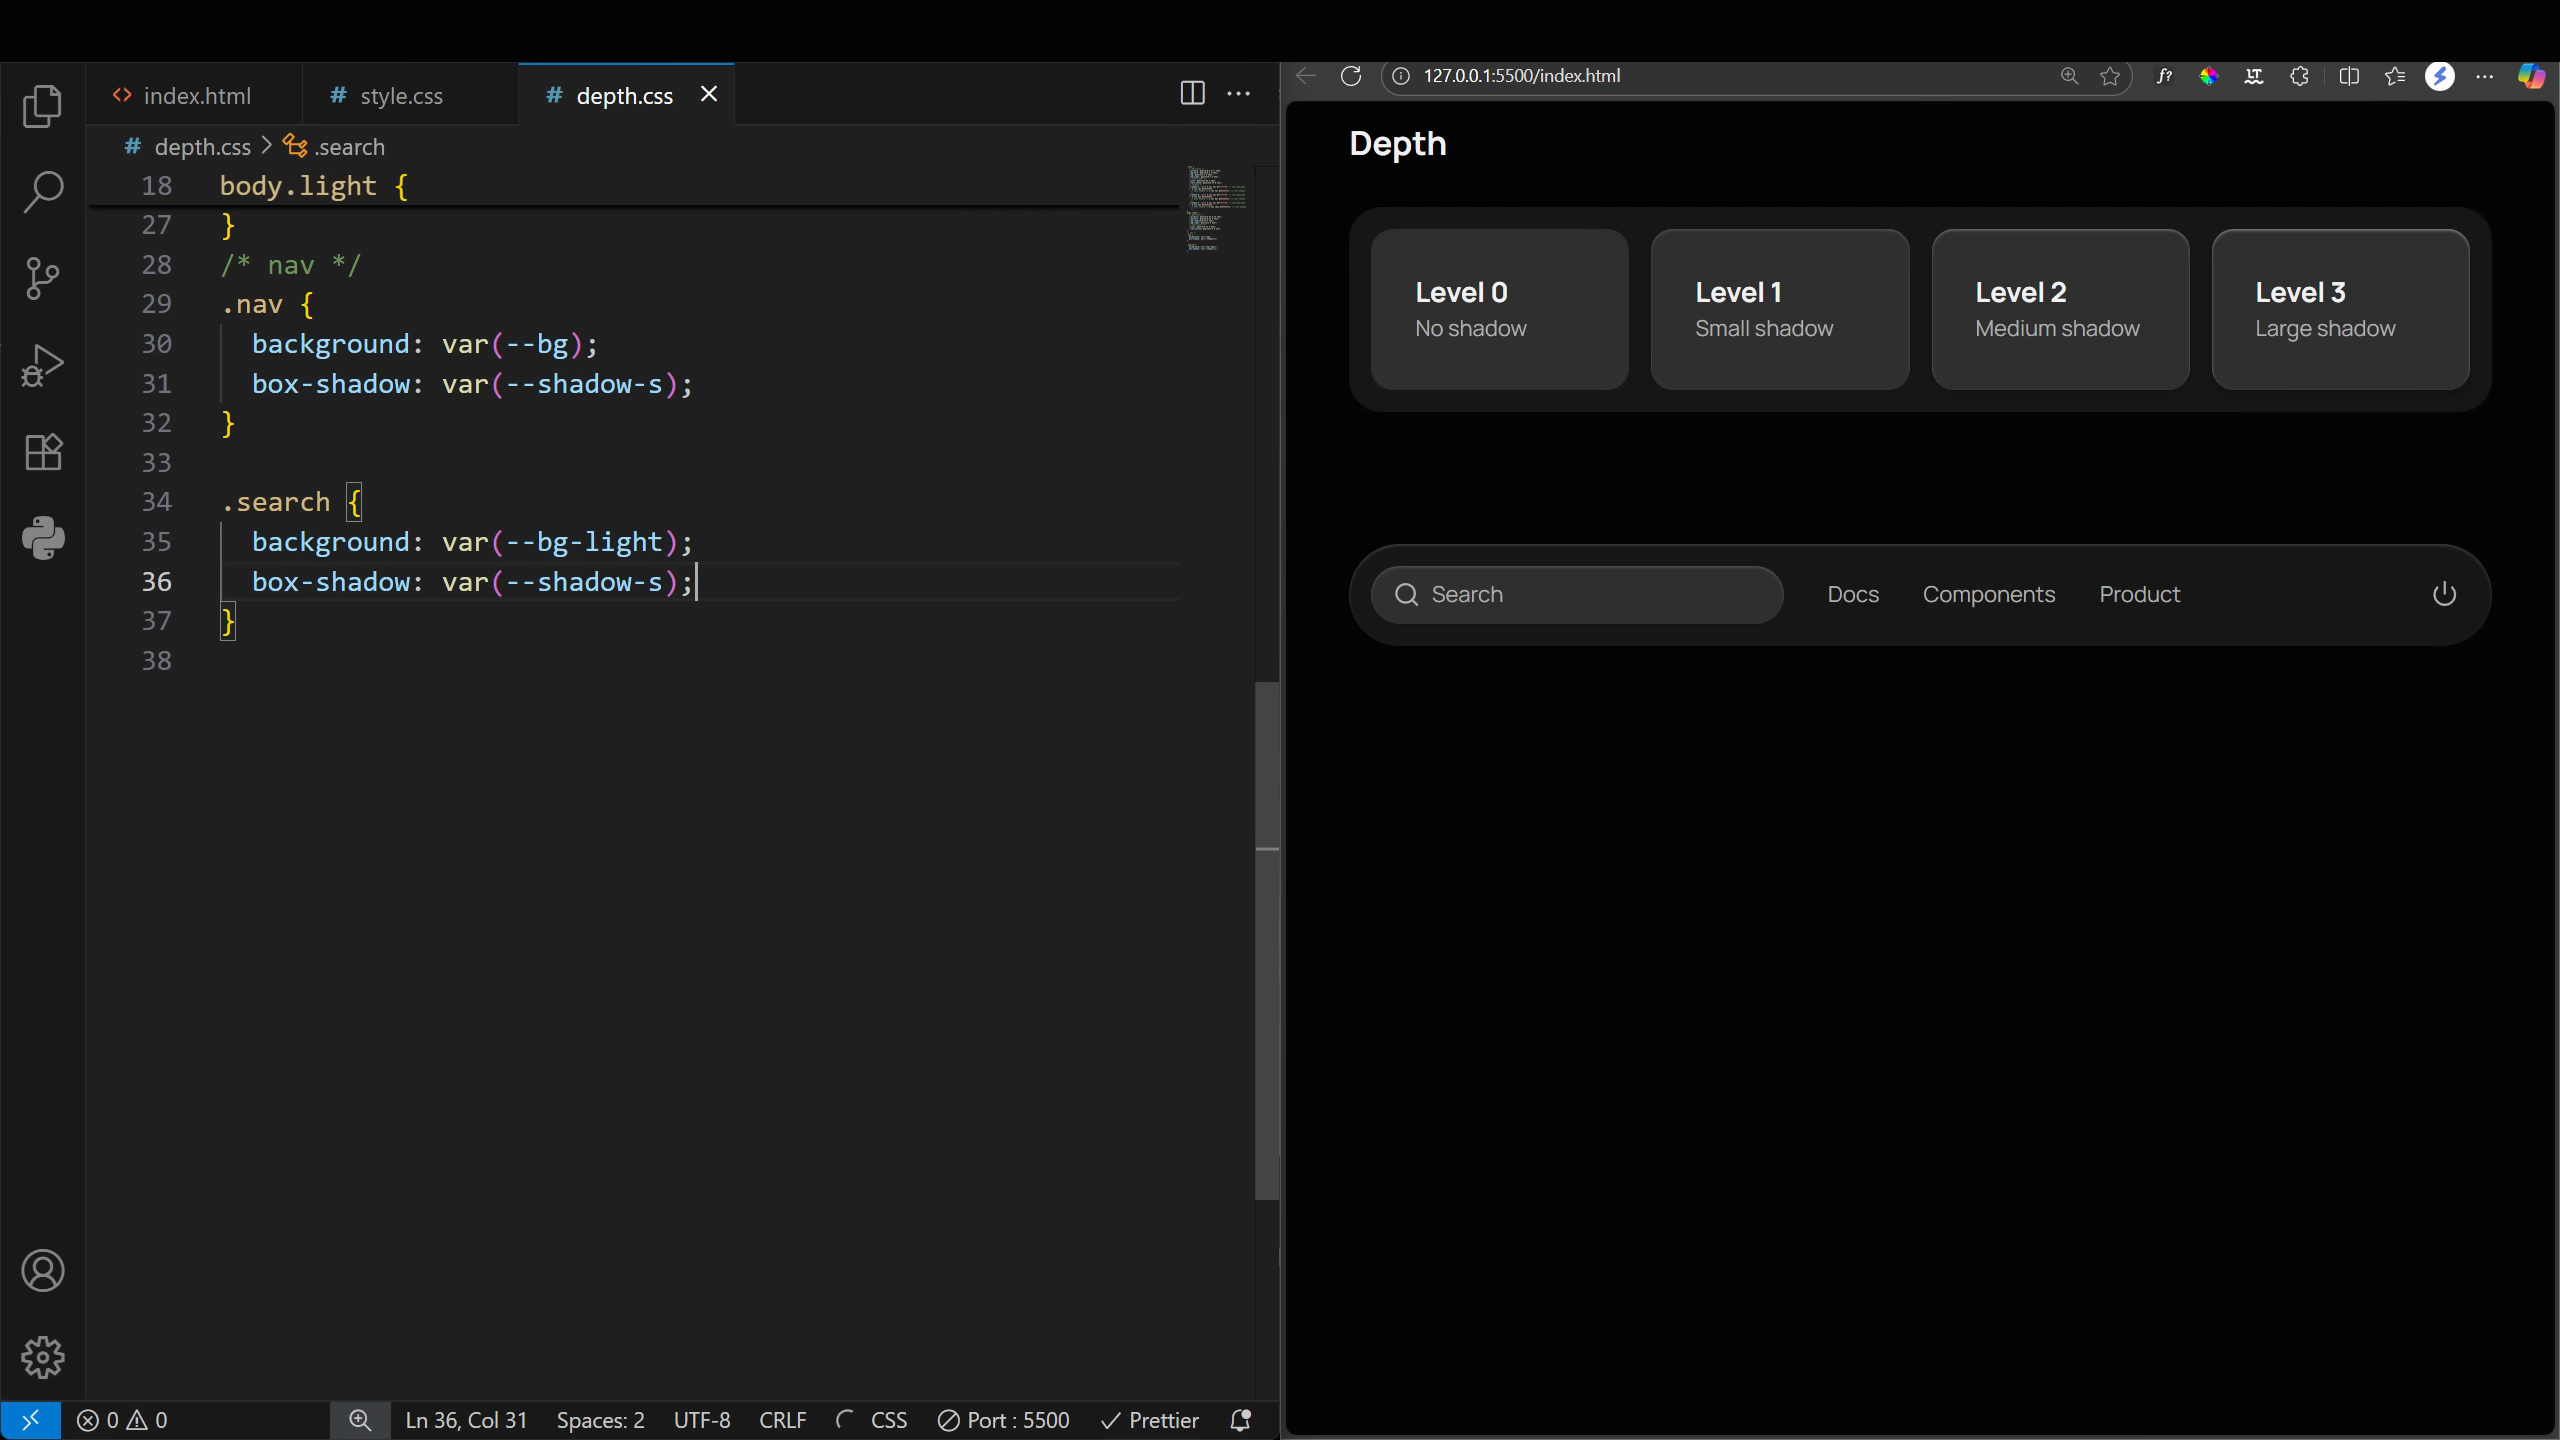 index.html
# style.css
# depth.css
# depth.css > .search
18 body.light {
27 }
28 /* nav */
29 .nav {
30 background: var(--bg);
31 box-shadow: var(--shadow-s);
32 }
33
34 .search {
35 background: var(--bg-light);
36 box-shadow: var(--shadow-s);
37 }
38
0 0
Ln 36, Col 31
Spaces: 2
UTF-8
CRLF
CSS
Port : 5500
Prettier
127.0.0.1:5500/index.html
Depth
Level 0
No shadow
Level 1
Small shadow
Level 2
Medium shadow
Level 3
Large shadow
Search
Docs
Components
Product